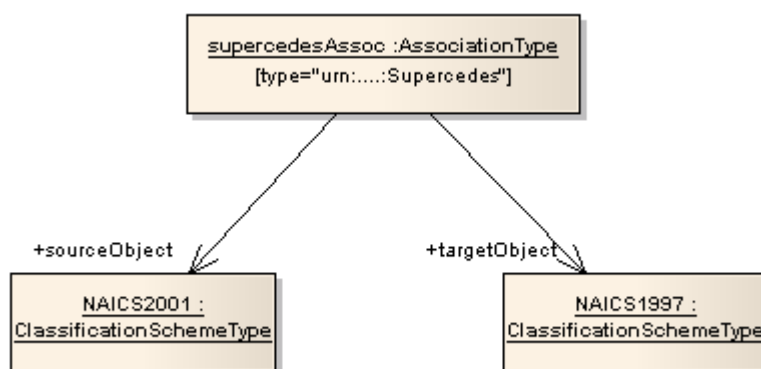 supercedesAssoc :AssociationType
[type="urn:....:Supercedes"]
+sourceObject
+targetObject
NAICS2001 :
ClassificationSchemeType
NAICS1997 :
ClassificationSchemeType